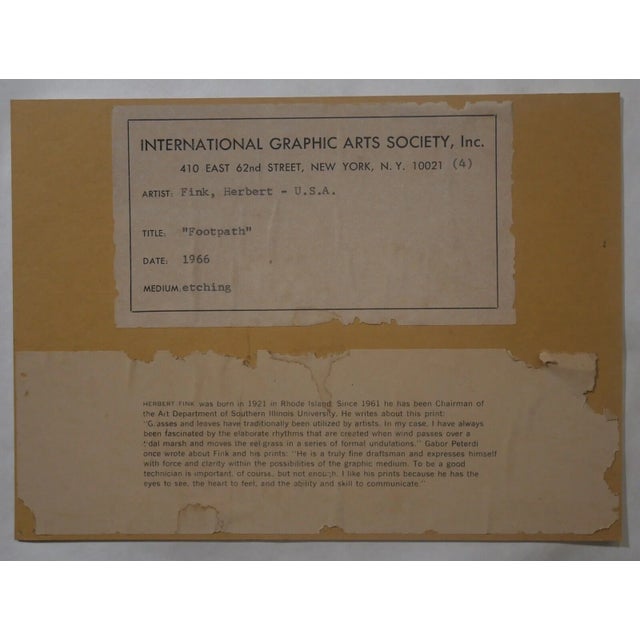 INTERNATIONAL GRAPHIC ARTS SOCIETY, Inc.
410 EAST 62nd STREET, NEW YORK, N. Y. 10021 (4)
ARTIST: Fink, Herbert - U.S.A.
TITLE: "Footpath"
DATE: 1966
MEDIUM: etching
HERBERT FINK was born in 1921 in Rhode Island. Since 1961 he has been Chairman of
the Art Department of Southern Illinois University. He writes about this print:
"G asses and leaves have traditionally been utilized by artists. In my case, I have always
been fascinated by the elaborate rhythms that are created when wind passes over a
dal marsh and moves the eel grass in a series of formal undulations." Gabor Peterdi
once wrote about Fink and his prints: "He is a truly fine draftsman and expresses himself
with force and clarity within the possibilities of the graphic medium. To be a good
technician is important, of course, but not enough. I like his prints because he has the
eyes to see, the heart to feel, and the ability and skill to communicate."